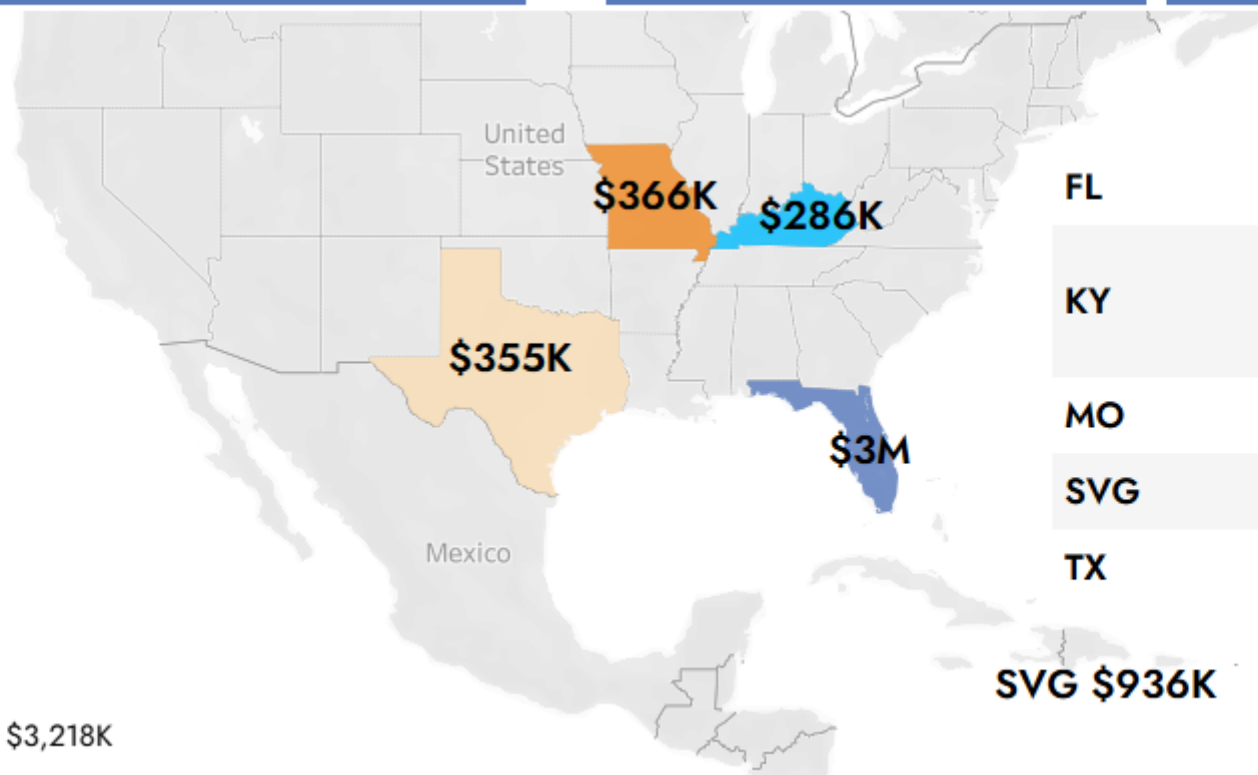 United
States
$366K
FL
$286K
KY
$355K
MO
$3M
SVG
Mexico
TX
SVG $936K
$3,218K